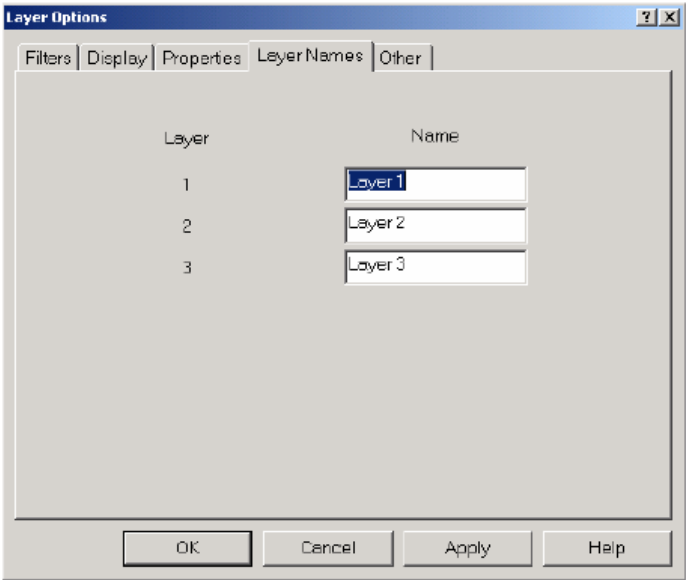 Layer Options
Filters Display Properties Layer Names Other
Layer Name
1 Layer 1
2 Layer 2
3 Layer 3
OK Cancel Apply Help